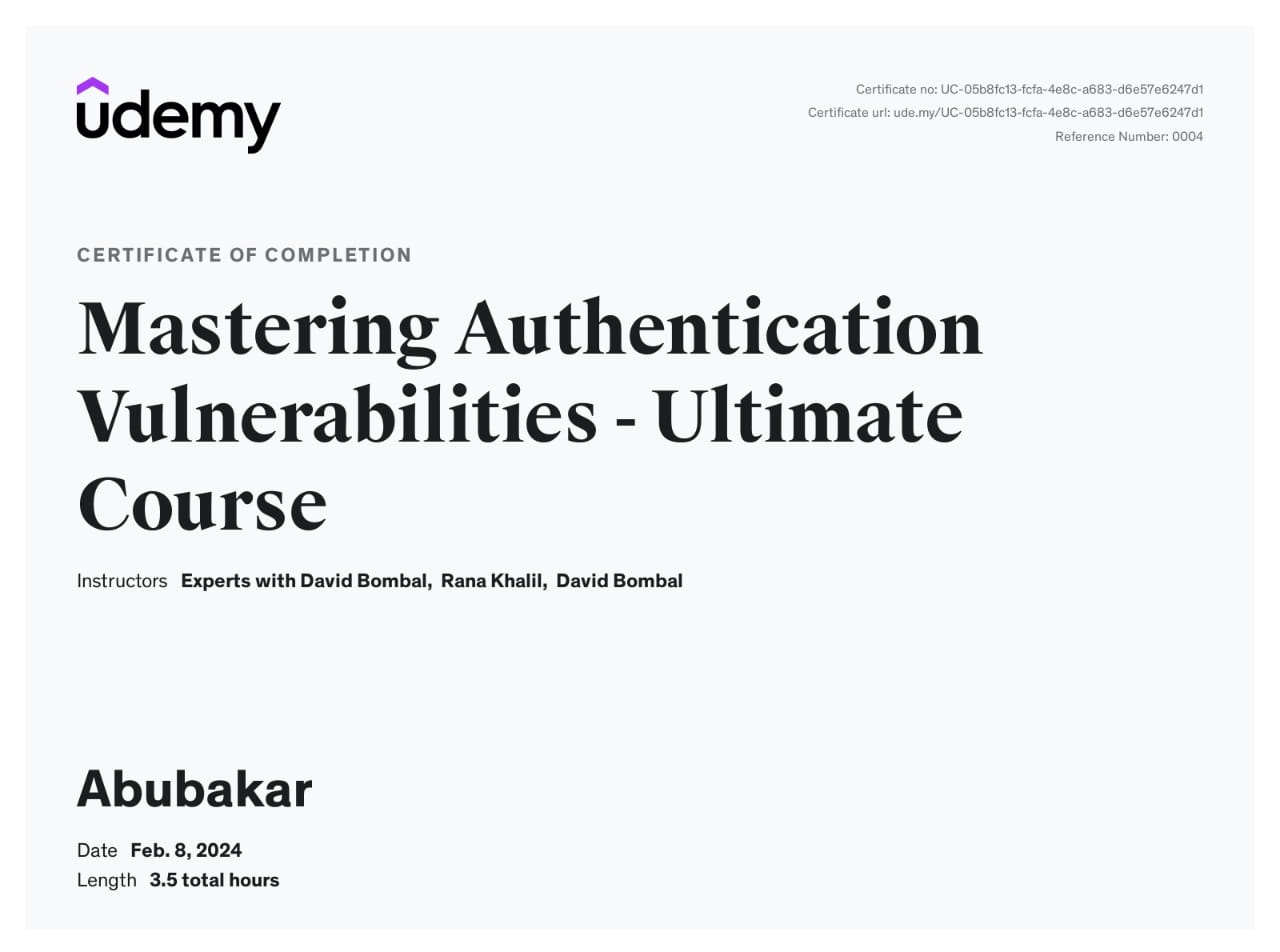 udemy
Certificate no: UC-05b8fc13-fcfa-4e8c-a683-d6e57e6247d1
Certificate url: ude.my/UC-05b8fc13-fcfa-4e8c-a683-d6e57e6247d1
Reference Number: 0004
CERTIFICATE OF COMPLETION
Mastering Authentication
Vulnerabilities - Ultimate
Course
Instructors Experts with David Bombal, Rana Khalil, David Bombal
Abubakar
Date Feb. 8, 2024
Length 3.5 total hours